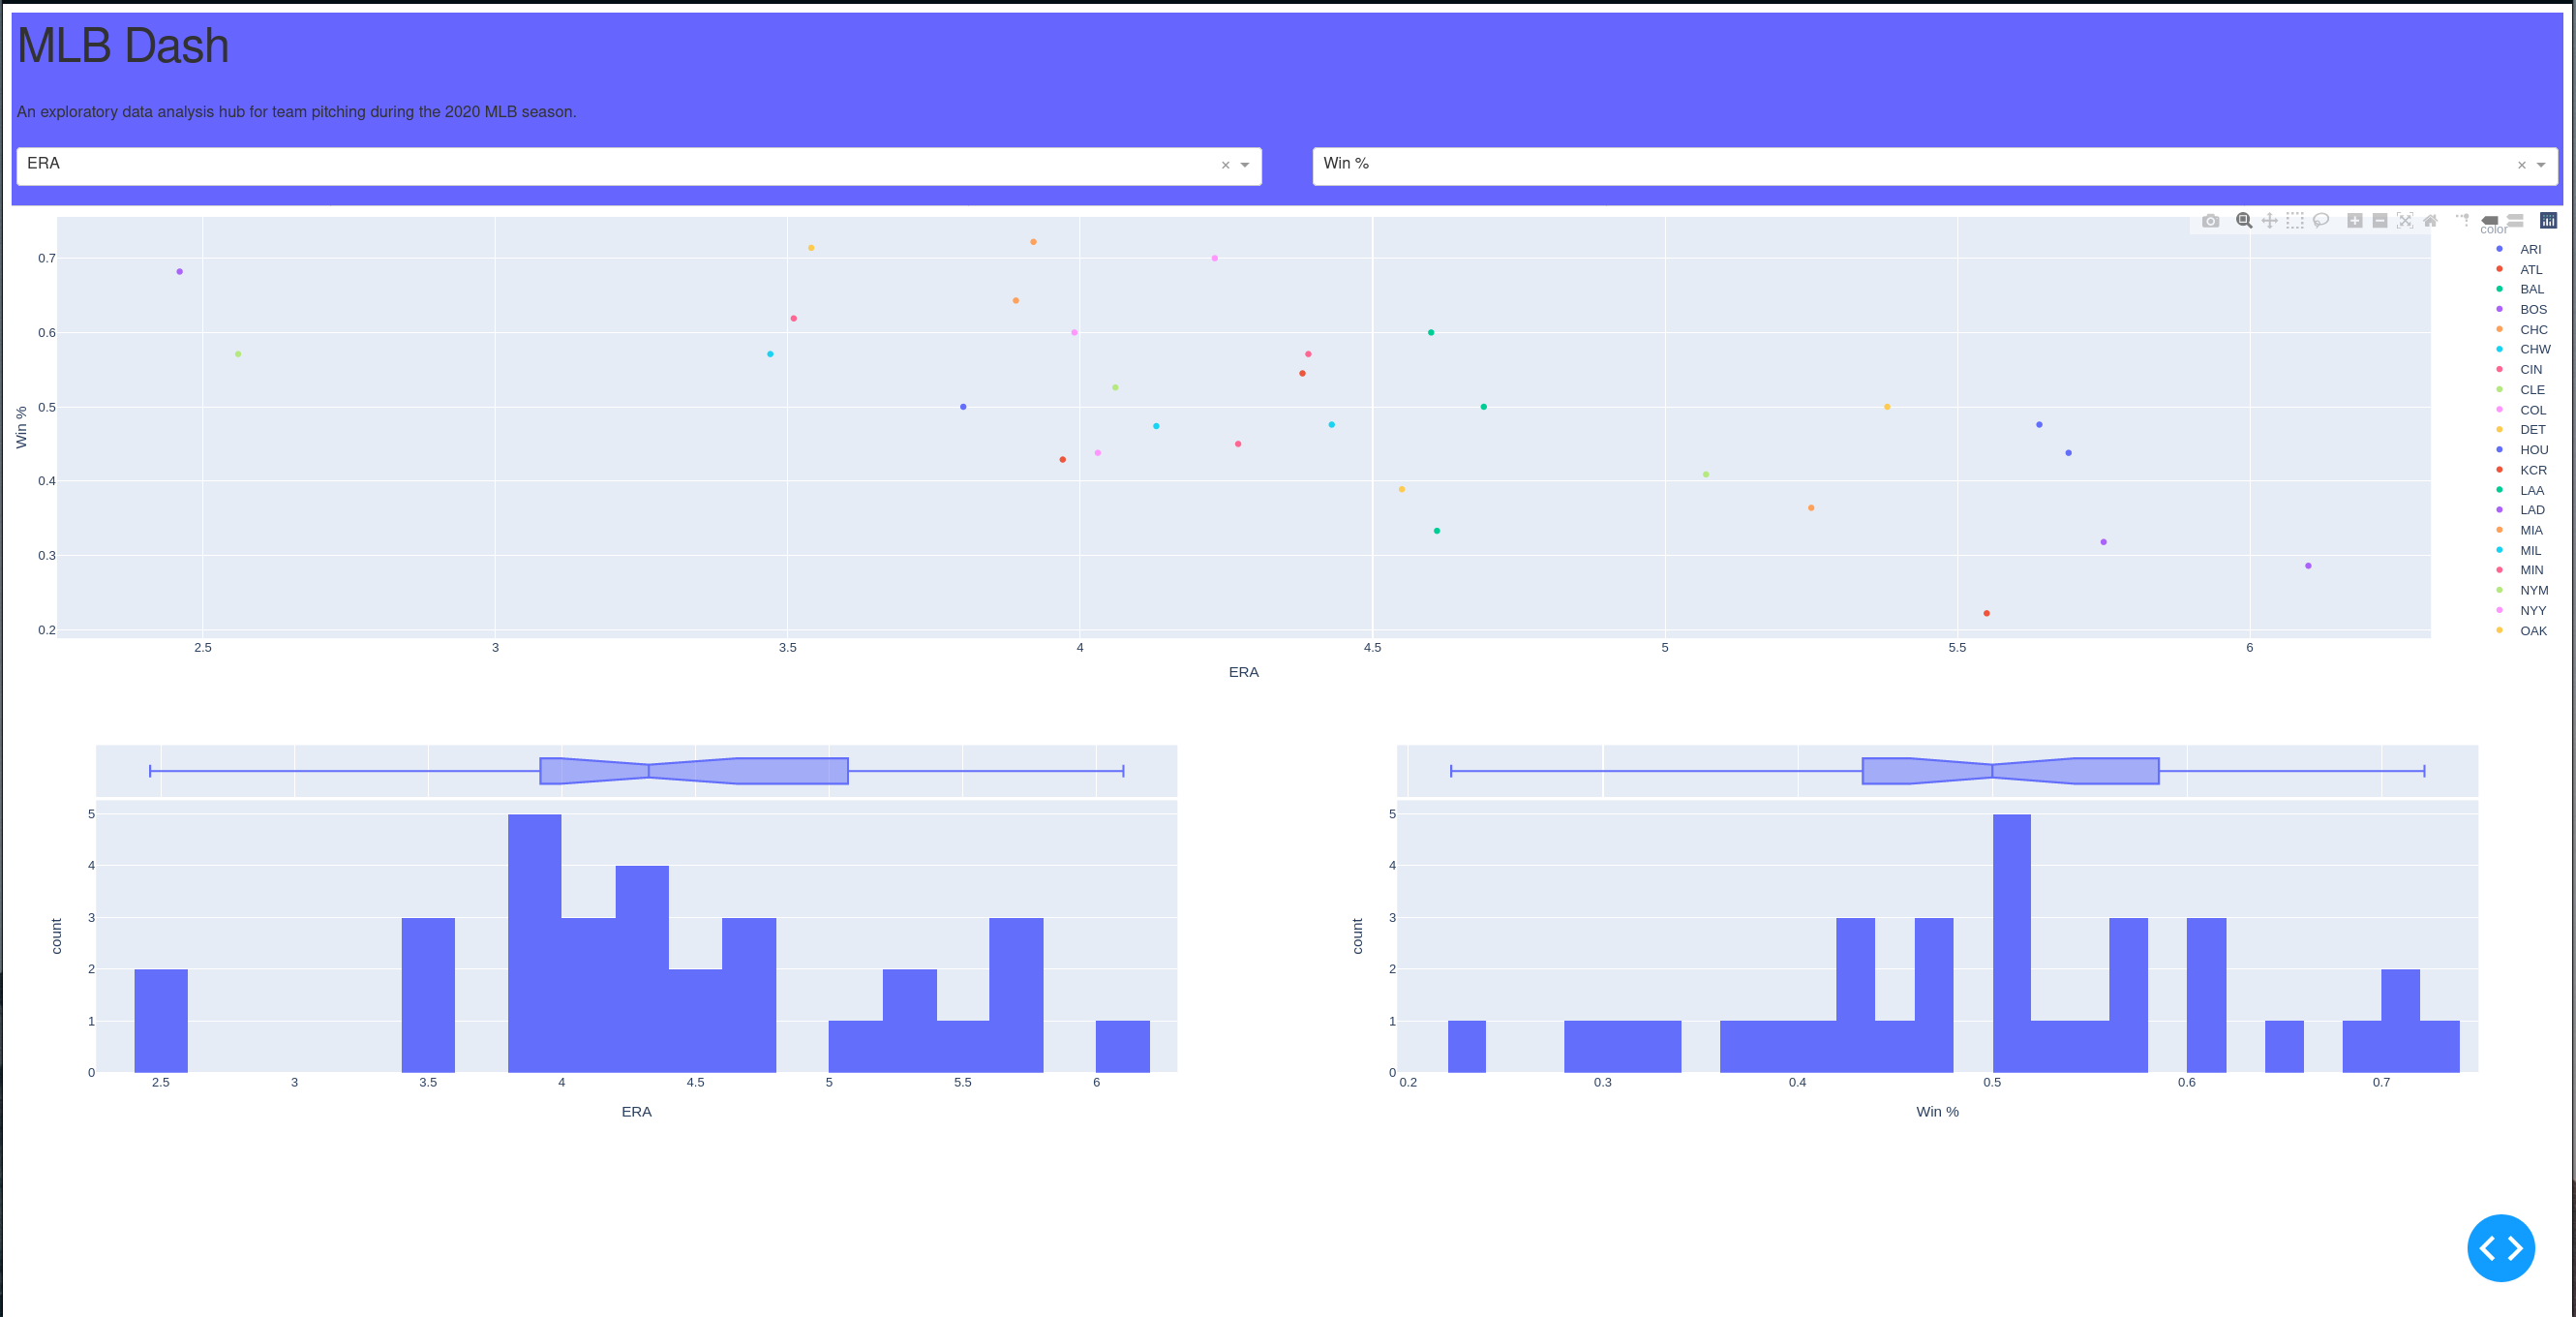 MLB Dash
An exploratory data analysis hub for team pitching during the 2020 MLB season.
ERA × 
Win % ×
color
ARI
ATL
BAL
BOS
CHC
CHW
CIN
CLE
COL
DET
HOU
KCR
LAA
LAD
MIA
MIL
MIN
NYM
NYY
OAK
Win %
0.7
0.6
0.5
0.4
0.3
0.2
2.5 3 3.5 4 4.5 5 5.5 6
ERA
count
5
4
3
2
1
0
2.5 3 3.5 4 4.5 5 5.5 6
ERA
count
5
4
3
2
1
0
0.2 0.3 0.4 0.5 0.6 0.7
Win %